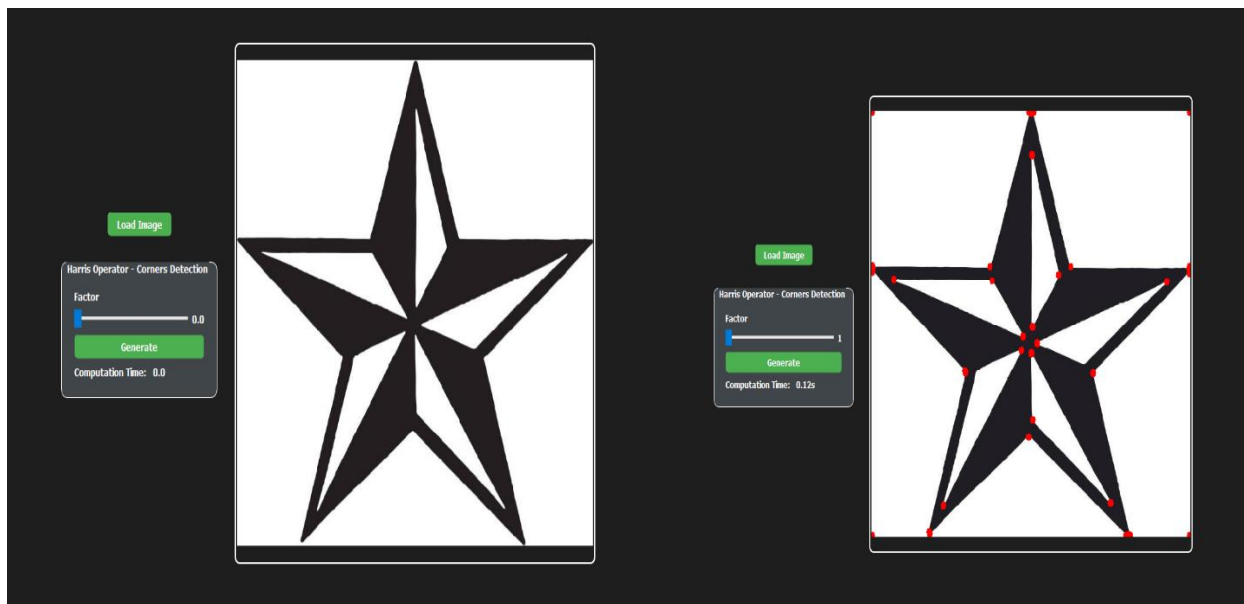 Load Image
Harris Operator - Corners Detection
Factor
0.0
Generate
Computation Time: 0.0
Load Image
Harris Operator - Corners Detection
Factor
1
Generate
Computation Time: 0.12s